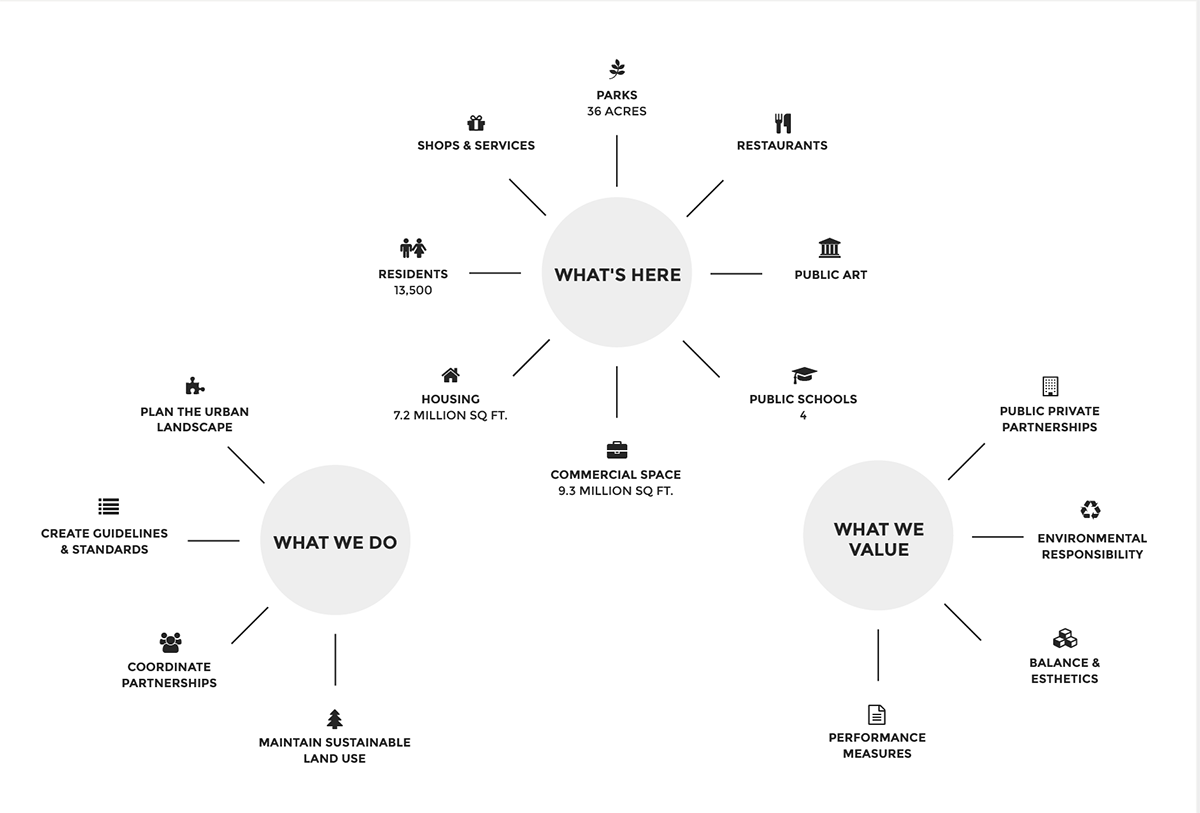 PARKS
36 ACRES
SHOPS & SERVICES
RESTAURANTS
RESIDENTS
13,500
WHAT'S HERE
PUBLIC ART
HOUSING
7.2 MILLION SQ FT.
PUBLIC SCHOOLS
4
COMMERCIAL SPACE
9.3 MILLION SQ FT.
PLAN THE URBAN
LANDSCAPE
CREATE GUIDELINES
& STANDARDS
WHAT WE DO
COORDINATE
PARTNERSHIPS
MAINTAIN SUSTAINABLE
LAND USE
PUBLIC PRIVATE
PARTNERSHIPS
WHAT WE
VALUE
ENVIRONMENTAL
RESPONSIBILITY
BALANCE &
ESTHETICS
PERFORMANCE
MEASURES